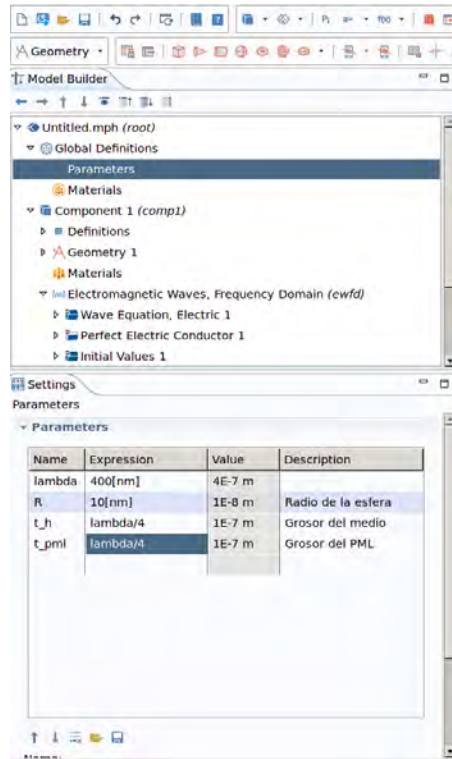 Pi
a=
f(x)
Geometry
Model Builder
Untitled.mph (root)
Global Definitions
Parameters
Materials
Component 1 (comp1)
Definitions
Geometry 1
Materials
Electromagnetic Waves, Frequency Domain (ewfd)
Wave Equation, Electric 1
Perfect Electric Conductor 1
Initial Values 1
Settings
Parameters
Parameters
Name Expression Value Description
lambda 400[nm] 4E-7 m
R 10[nm] 1E-8 m Radio de la esfera
t_h lambda/4 1E-7 m Grosor del medio
t_pml lambda/4 1E-7 m Grosor del PML